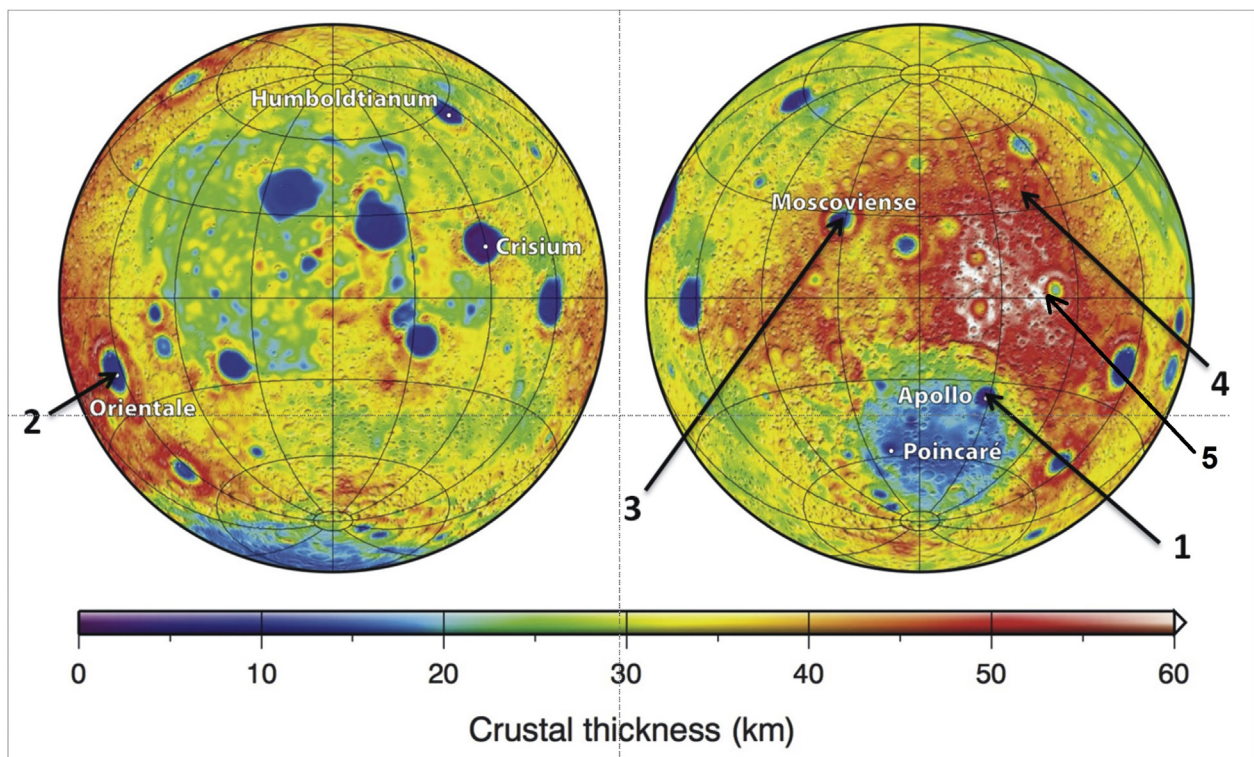 Humboldtianum
Crisium
Orientale
2
Moscoviense
Apollo
Poincaré
3
4
5
1
0 10 20 30 40 50 60
Crustal thickness (km)